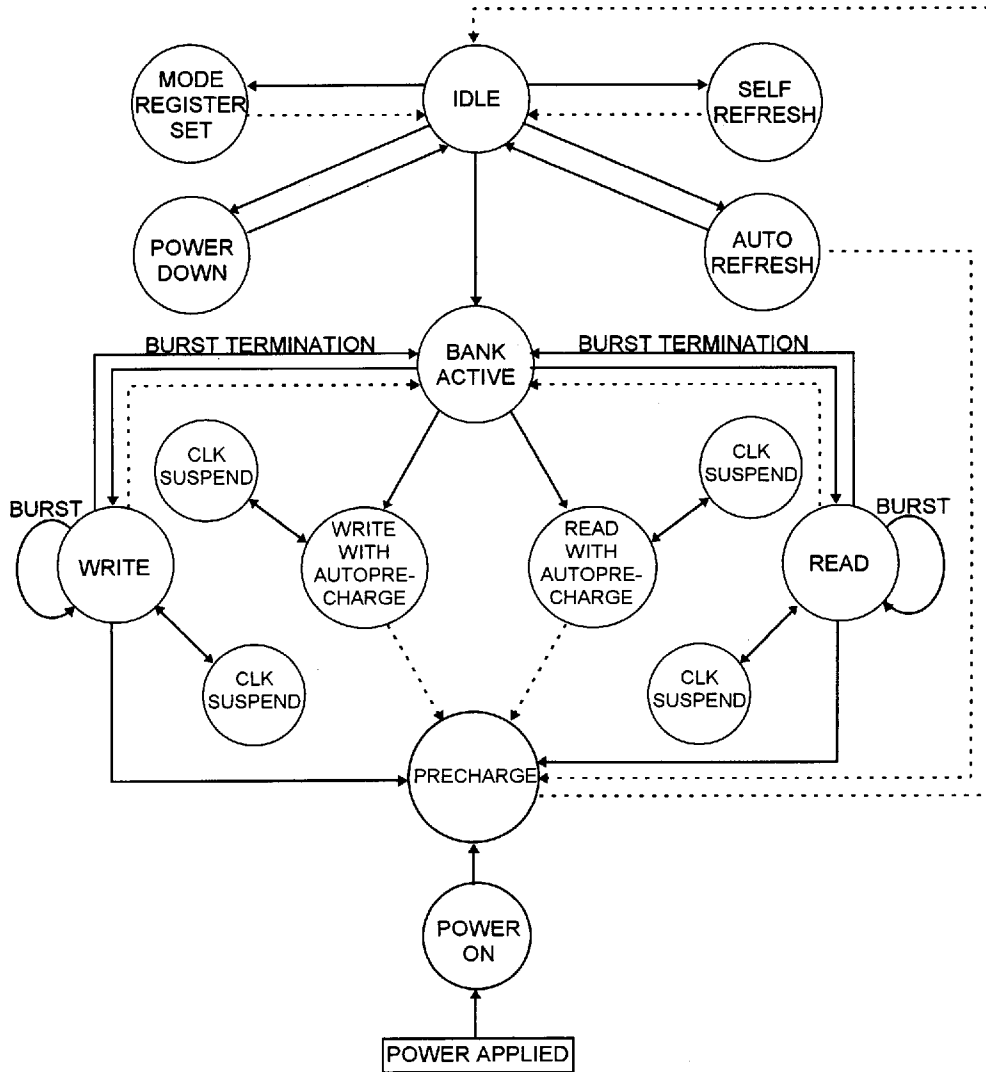 MODE
REGISTER
SET
IDLE
SELF
REFRESH
POWER
DOWN
AUTO
REFRESH
BURST TERMINATION
BANK
ACTIVE
BURST TERMINATION
CLK
SUSPEND
CLK
SUSPEND
BURST
WRITE
WRITE
WITH
AUTOPRE-
CHARGE
READ
WITH
AUTOPRE-
CHARGE
READ
BURST
CLK
SUSPEND
CLK
SUSPEND
PRECHARGE
POWER
ON
POWER APPLIED